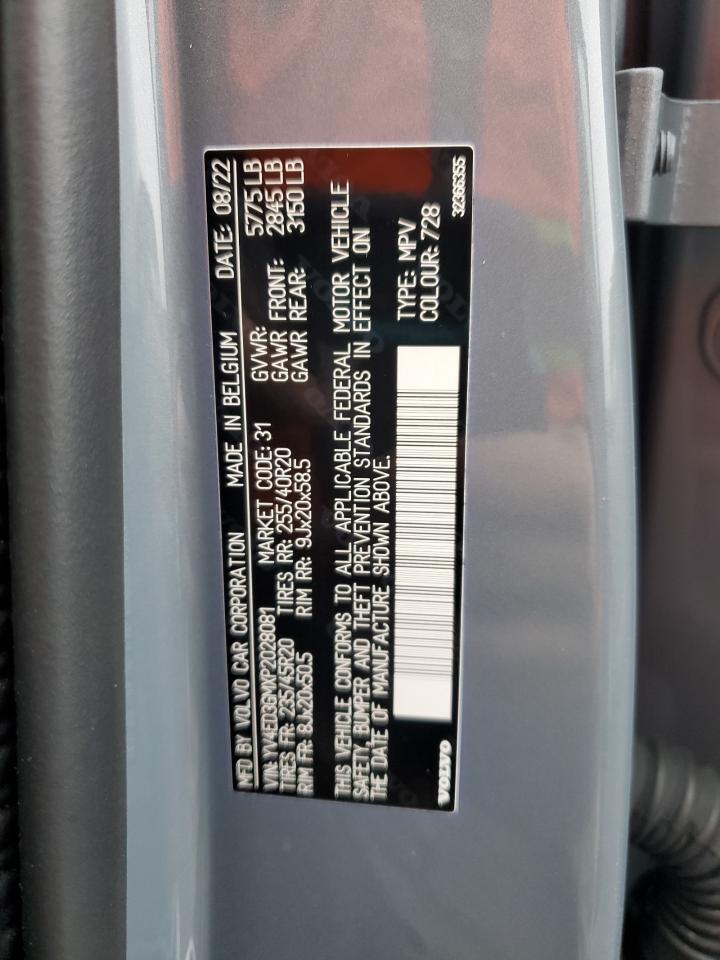 MFD BY VOLVO CAR CORPORATION MADE IN BELGIUM DATE: 08/22
VIN: YV4ED3GMXP2028081 MARKET CODE: 31 GVWR: 5775 LB
TIRES FR: 235/45R20 TIRES RR: 255/40R20 GAWR FRONT: 2845 LB
RIM FR: 8Jx20x50.5 RIM RR: 9Jx20x58.5 GAWR REAR: 3150 LB
THIS VEHICLE CONFORMS TO ALL APPLICABLE FEDERAL MOTOR VEHICLE
SAFETY, BUMPER AND THEFT PREVENTION STANDARDS IN EFFECT ON
THE DATE OF MANUFACTURE SHOWN ABOVE.
TYPE: MPV
COLOUR: 728
VOLVO 32366355